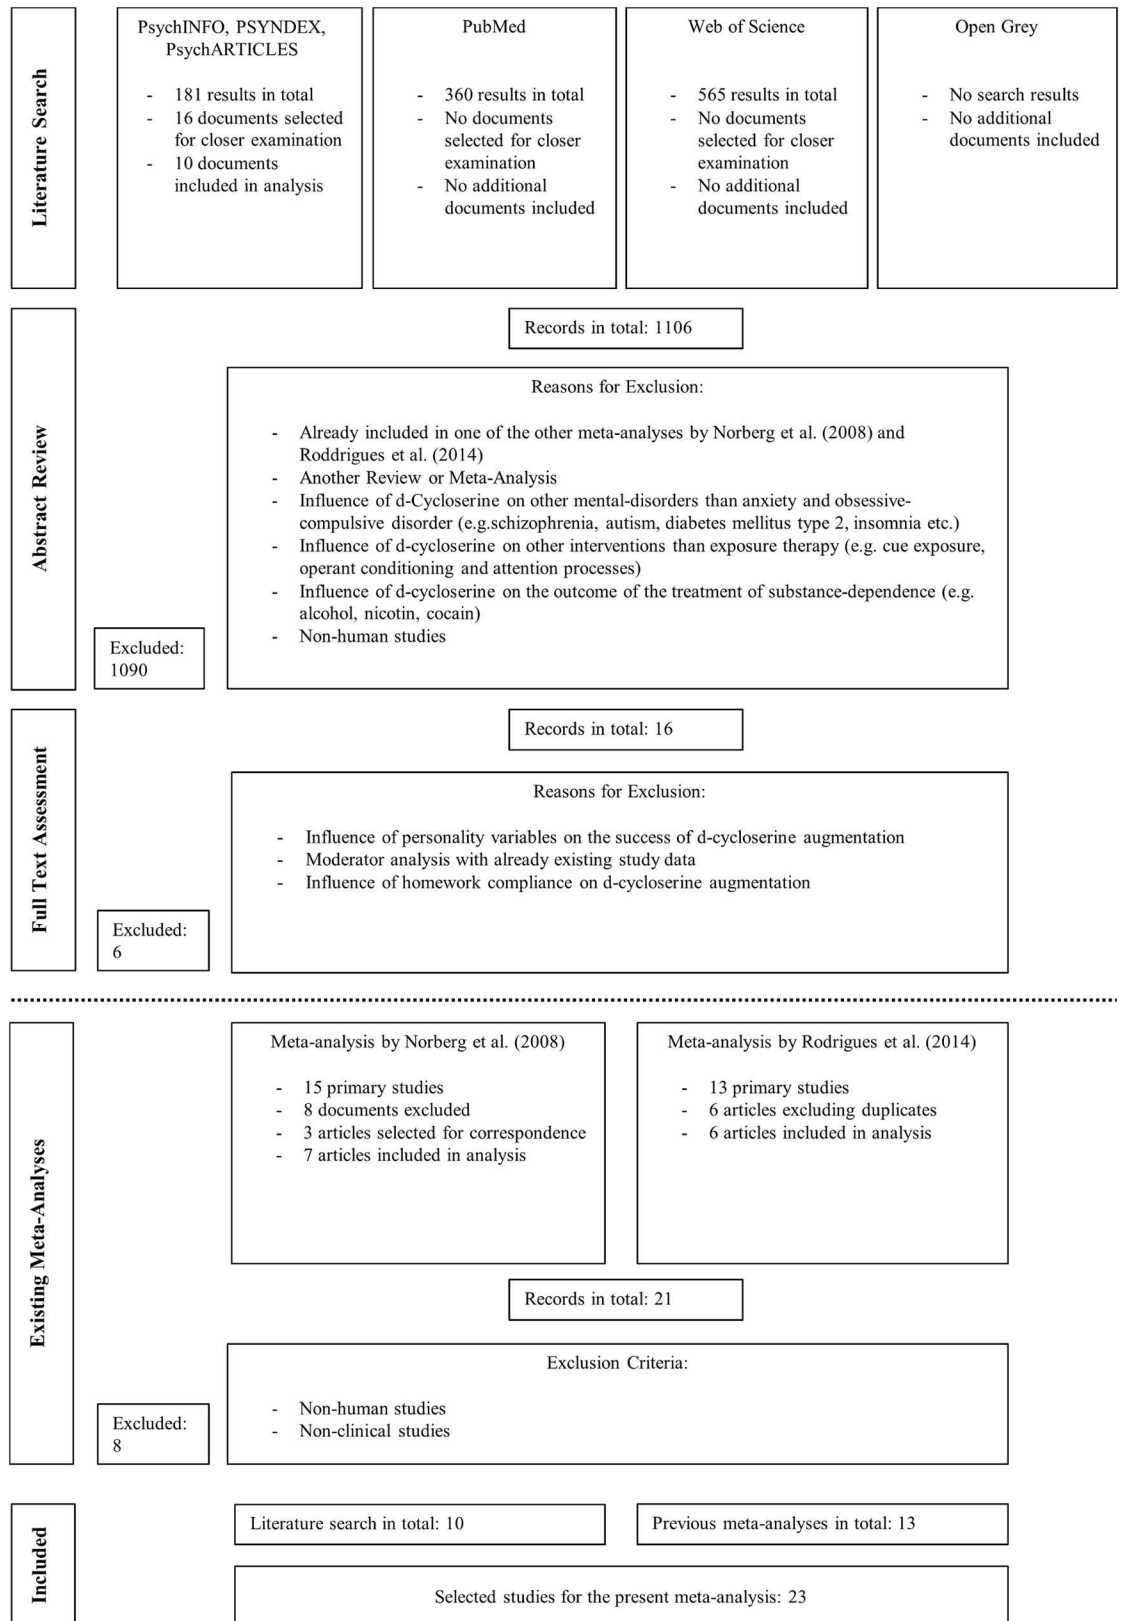 Literature Search
PsychINFO, PSYNDEX,
PsychARTICLES
- 181 results in total
- 16 documents selected
for closer examination
- 10 documents
included in analysis
PubMed
- 360 results in total
- No documents
selected for closer
examination
- No additional
documents included
Web of Science
- 565 results in total
- No documents
selected for closer
examination
- No additional
documents included
Open Grey
- No search results
- No additional
documents included
Abstract Review
Records in total: 1106
Reasons for Exclusion:
- Already included in one of the other meta-analyses by Norberg et al. (2008) and
Roddrigues et al. (2014)
- Another Review or Meta-Analysis
- Influence of d-Cycloserine on other mental-disorders than anxiety and obsessive-
compulsive disorder (e.g.schizophrenia, autism, diabetes mellitus type 2, insomnia etc.)
- Influence of d-cycloserine on other interventions than exposure therapy (e.g. cue exposure,
operant conditioning and attention processes)
- Influence of d-cycloserine on the outcome of the treatment of substance-dependence (e.g.
alcohol, nicotin, cocain)
- Non-human studies
Excluded:
1090
Full Text Assessment
Records in total: 16
Reasons for Exclusion:
- Influence of personality variables on the success of d-cycloserine augmentation
- Moderator analysis with already existing study data
- Influence of homework compliance on d-cycloserine augmentation
Excluded:
6
Existing Meta-Analyses
Meta-analysis by Norberg et al. (2008)
- 15 primary studies
- 8 documents excluded
- 3 articles selected for correspondence
- 7 articles included in analysis
Meta-analysis by Rodrigues et al. (2014)
- 13 primary studies
- 6 articles excluding duplicates
- 6 articles included in analysis
Records in total: 21
Exclusion Criteria:
- Non-human studies
- Non-clinical studies
Excluded:
8
Included
Literature search in total: 10
Previous meta-analyses in total: 13
Selected studies for the present meta-analysis: 23